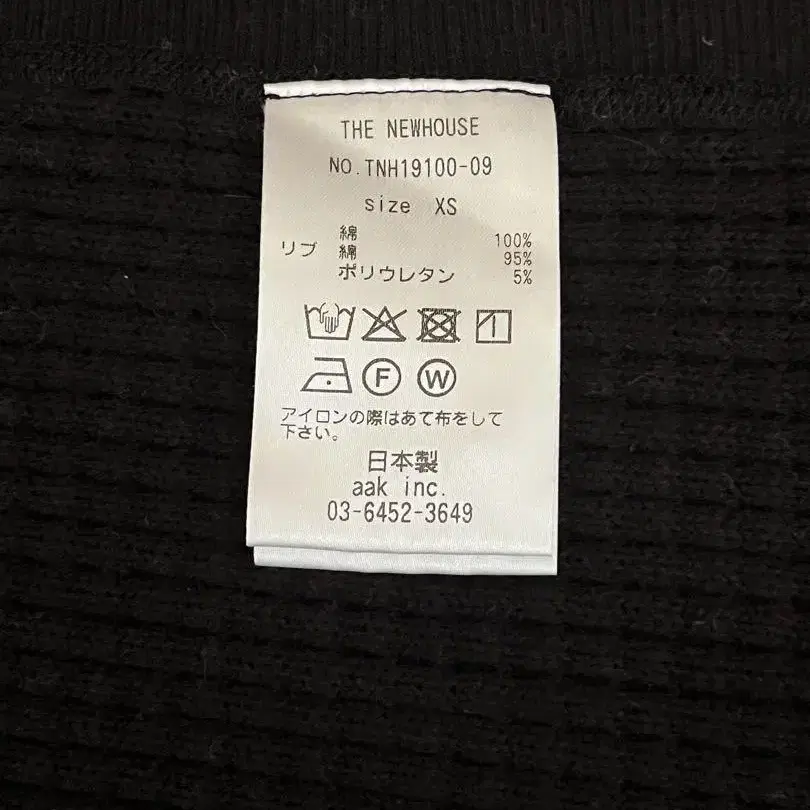 THE NEWHOUSE
NO.TNH19100-09
size XS
綿 100%
リブ 綿 95%
ポリウレタン 5%
F W
アイロンの際はあて布をして
下さい。
日本製
aak inc.
03-6452-3649